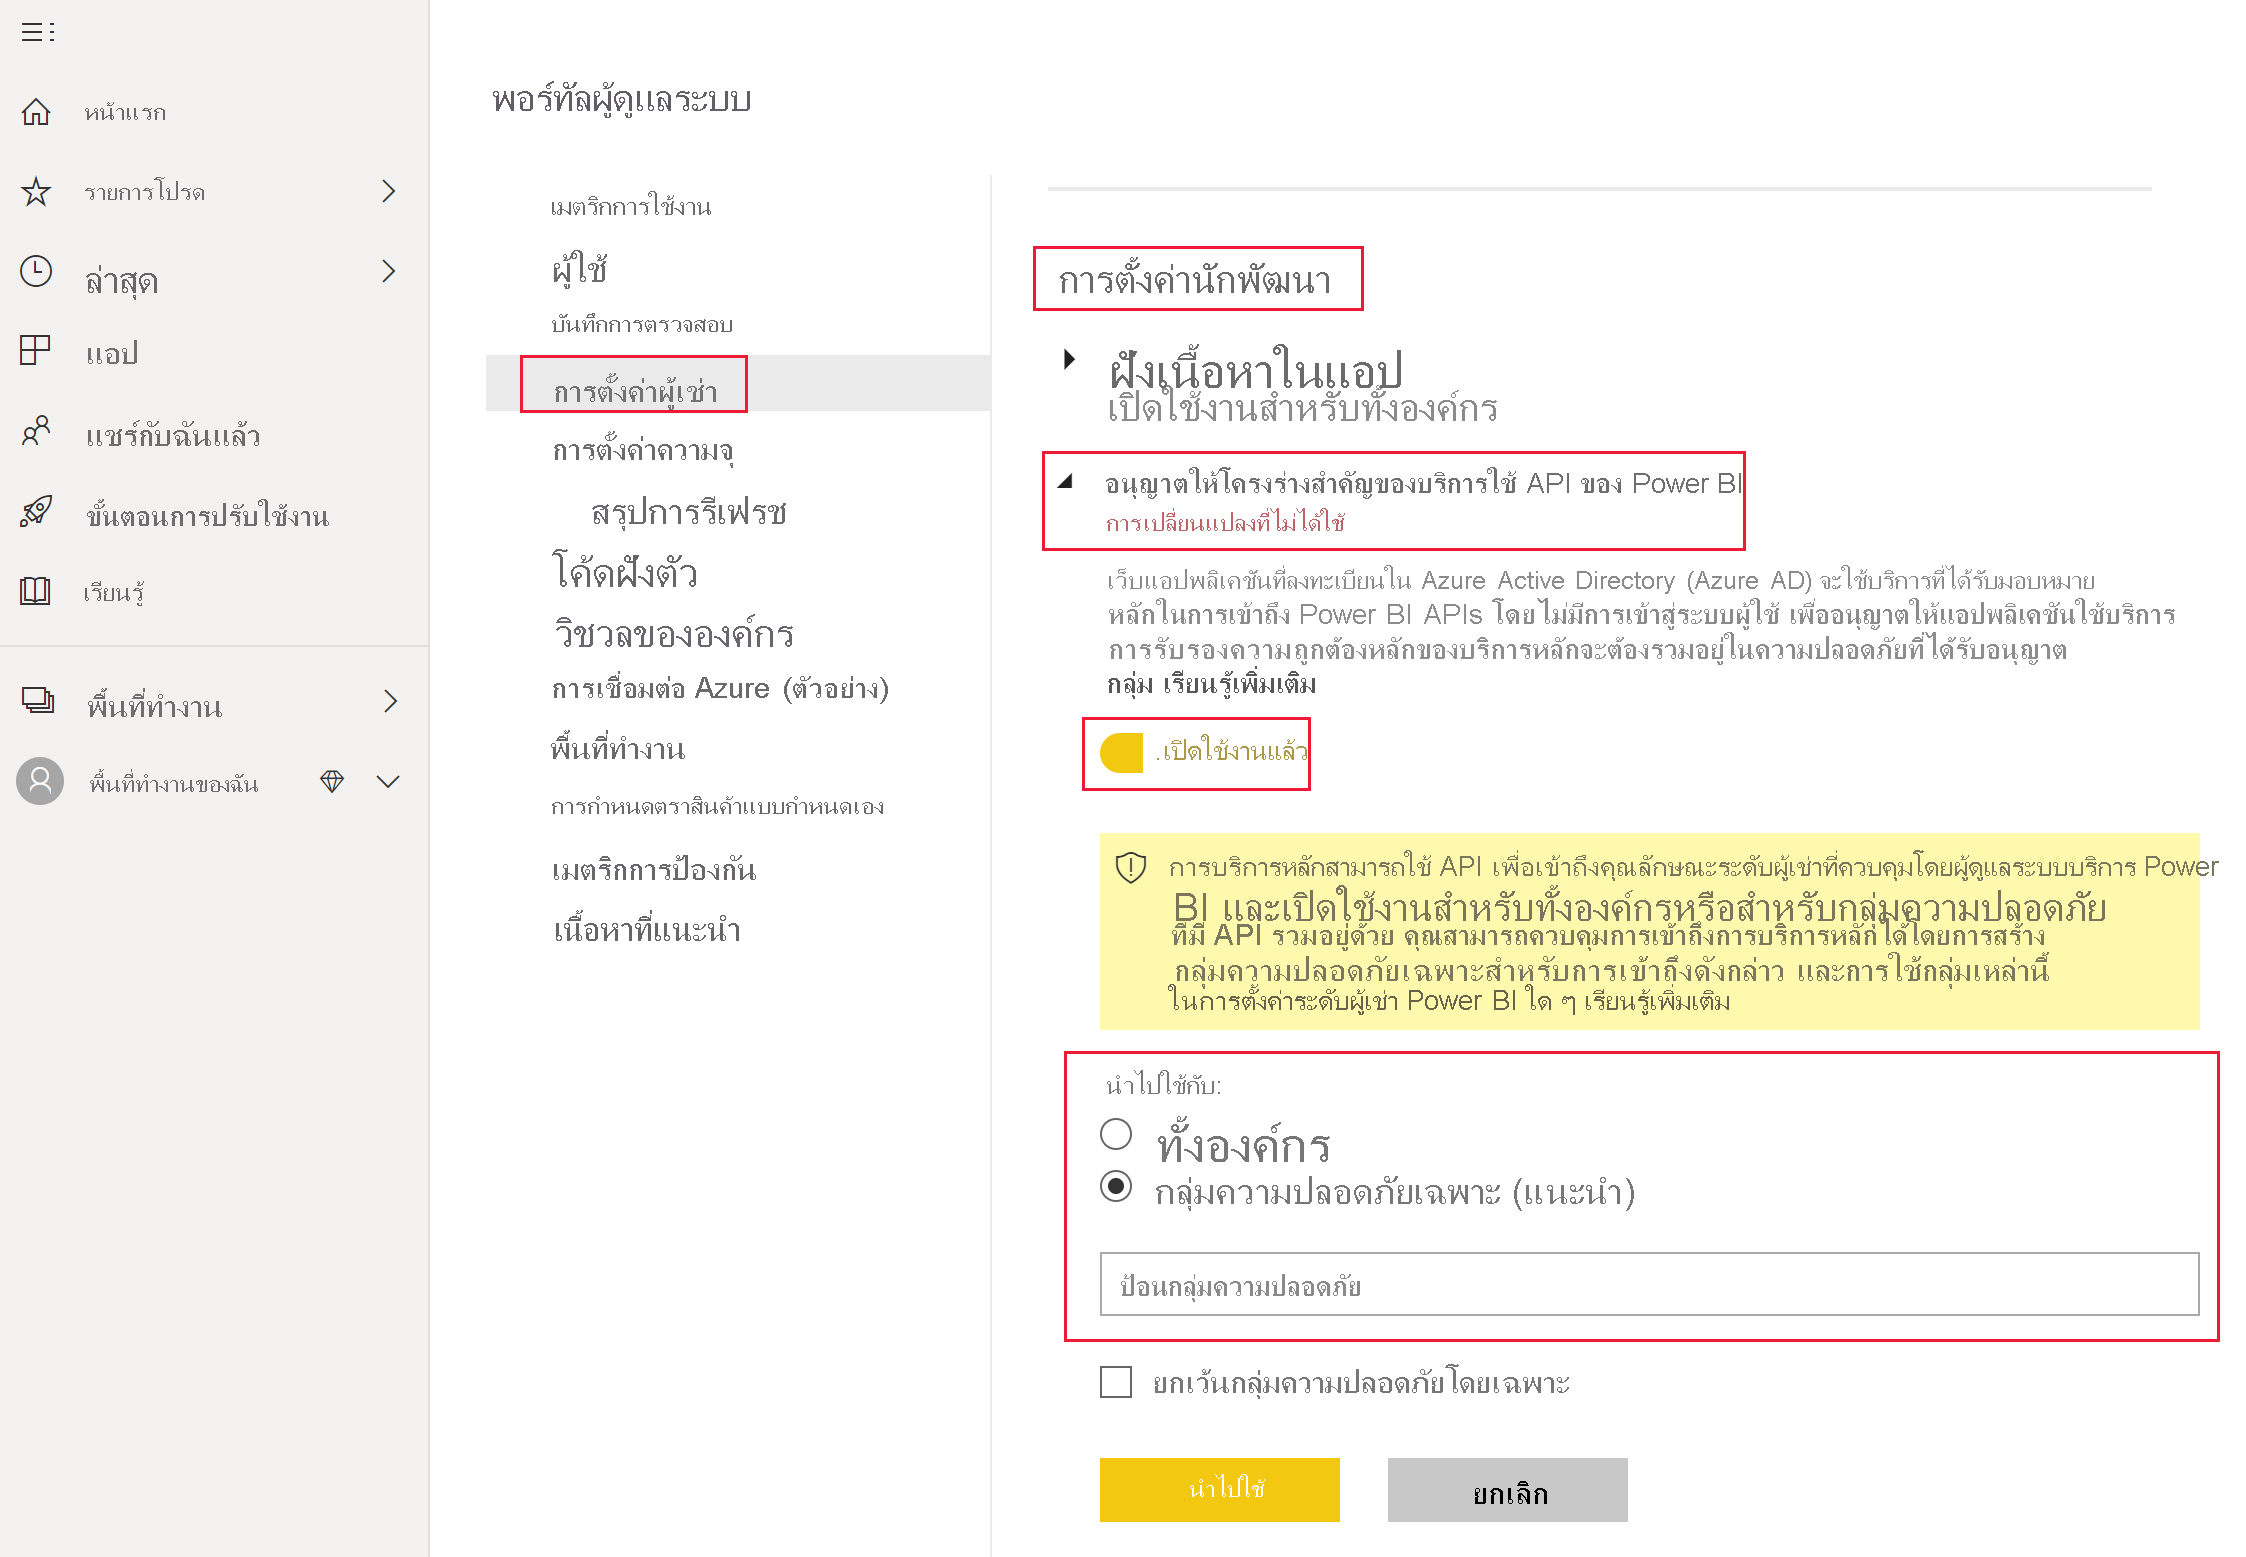 หน้าแรก
รายการโปรด
ล่าสุด
แอป
แชร์กับฉันแล้ว
ขั้นตอนการปรับใช้งาน
เรียนรู้
พื้นที่ทำงาน
พื้นที่ทำงานของฉัน
พอร์ทัลผู้ดูแลระบบ
เมตริกการใช้งาน
ผู้ใช้
บันทึกการตรวจสอบ
การตั้งค่าผู้เช่า
การตั้งค่าความจุ
สรุปการรีเฟรช
โค้ดฝังตัว
วิชวลขององค์กร
การเชื่อมต่อ Azure (ตัวอย่าง)
พื้นที่ทำงาน
การกำหนดตราสินค้าแบบกำหนดเอง
เมตริกการป้องกัน
เนื้อหาที่แนะนำ
การตั้งค่านักพัฒนา
ฝังเนื้อหาในแอป
เปิดใช้งานสำหรับทั้งองค์กร
อนุญาตให้โครงร่างสำคัญของบริการใช้ API ของ Power BI
การเปลี่ยนแปลงที่ไม่ได้ใช้
เว็บแอปพลิเคชันที่ลงทะเบียนใน Azure Active Directory (Azure AD) จะใช้บริการที่ได้รับมอบหมาย
หลักในการเข้าถึง Power BI APIs โดยไม่มีการเข้าสู่ระบบผู้ใช้ เพื่ออนุญาตให้แอปพลิเคชันใช้บริการ
การรับรองความถูกต้องหลักของบริการหลักจะต้องรวมอยู่ในความปลอดภัยที่ได้รับอนุญาต
กลุ่ม เรียนรู้เพิ่มเติม
.เปิดใช้งานแล้ว
การบริการหลักสามารถใช้ API เพื่อเข้าถึงคุณลักษณะระดับผู้เช่าที่ควบคุมโดยผู้ดูแลระบบบริการ Power
BI และเปิดใช้งานสำหรับทั้งองค์กรหรือสำหรับกลุ่มความปลอดภัย
ที่มี API รวมอยู่ด้วย คุณสามารถควบคุมการเข้าถึงการบริการหลักได้โดยการสร้าง
กลุ่มความปลอดภัยเฉพาะสำหรับการเข้าถึงดังกล่าว และการใช้กลุ่มเหล่านี้
ในการตั้งค่าระดับผู้เช่า Power BI ใด ๆ เรียนรู้เพิ่มเติม
นำไปใช้กับ:
ทั้งองค์กร
กลุ่มความปลอดภัยเฉพาะ (แนะนำ)
ป้อนกลุ่มความปลอดภัย
ยกเว้นกลุ่มความปลอดภัยโดยเฉพาะ
นำไปใช้
ยกเลิก